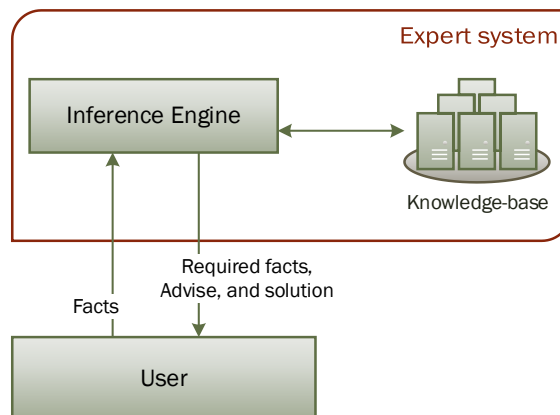 Expert system
Inference Engine
Knowledge-base
Required facts,
Advise, and solution
Facts
User